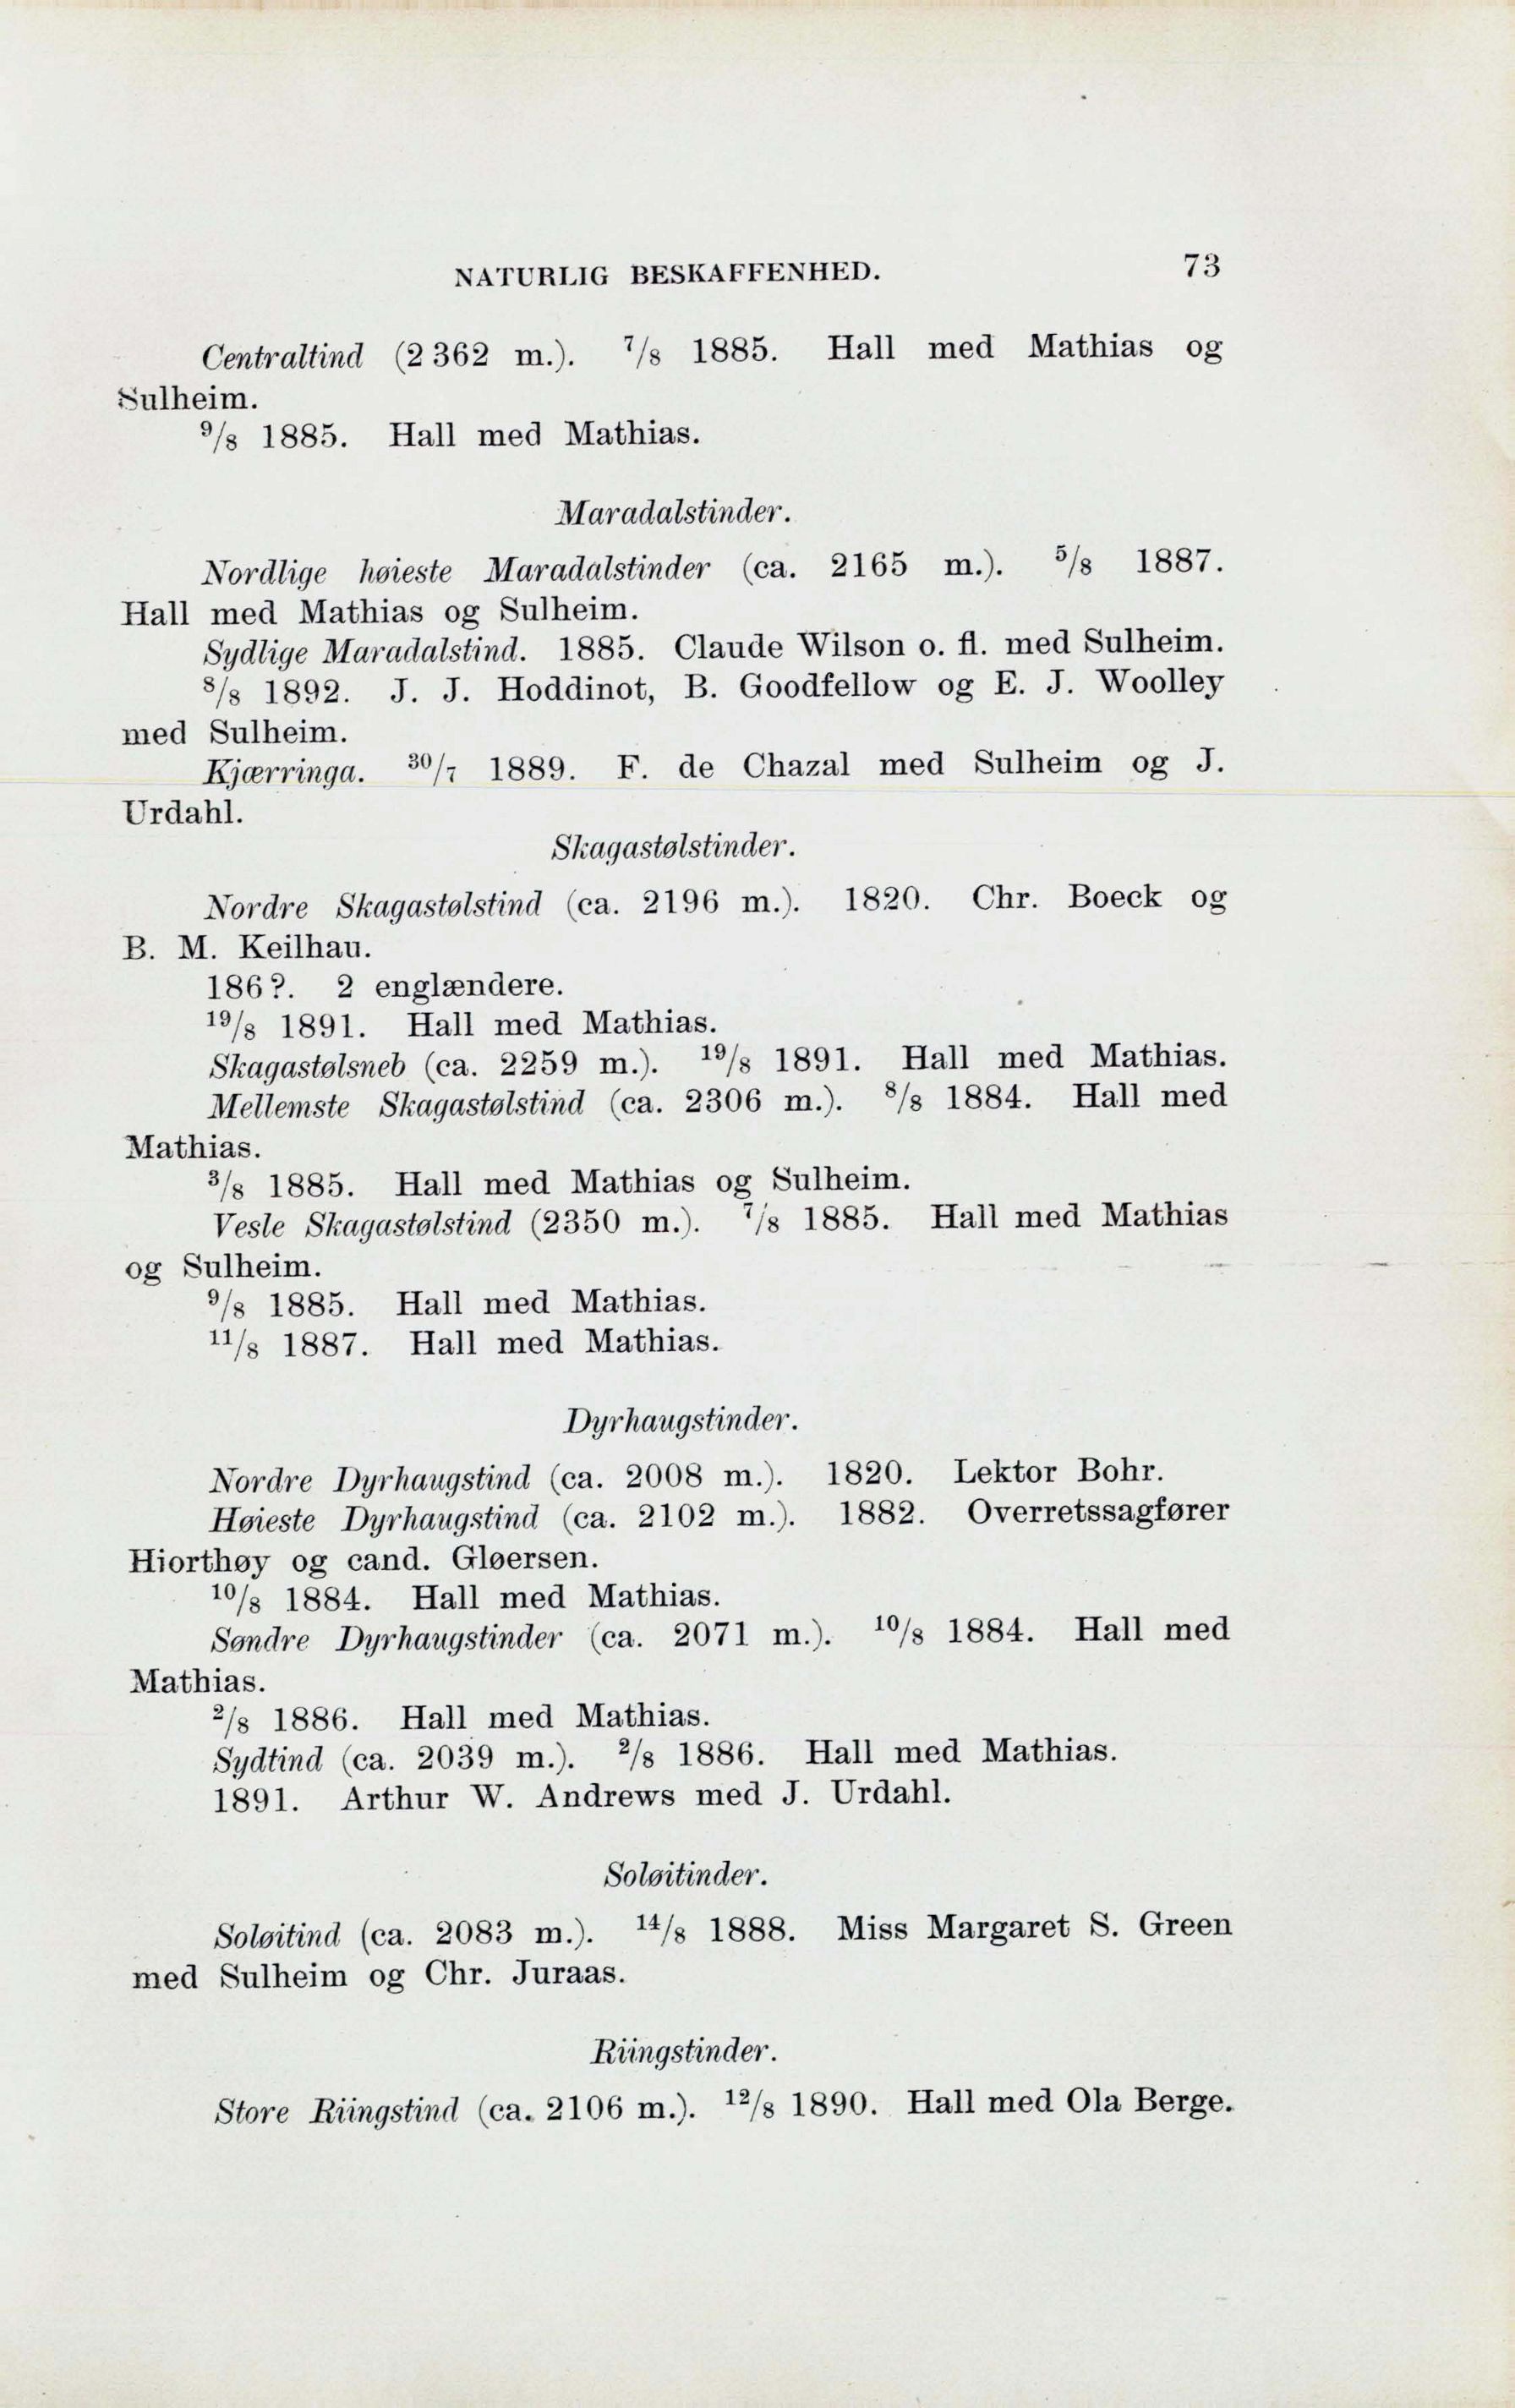 NATURLIG BESKAFFENHED. 73
Centraltind (2 362 m.). 7/8 1885. Hall med Mathias og
Sulheim.
9/8 1885. Hall med Mathias.
Maradalstinder.
Nordlige høieste Maradalstinder (ca. 2165 m.). 5/8 1887.
Hall med Mathias og Sulheim.
Sydlige Maradalstind. 1885. Claude Wilson o. fl. med Sulheim.
8/8 1892. J. J. Hoddinot, B. Goodfellow og E. J. Woolley
med Sulheim.
Kjærringa. 30/7 1889. F. de Chazal med Sulheim og J.
Urdahl.
Skagastølstinder.
Nordre Skagastølstind (ca. 2196 m.). 1820. Chr. Boeck og
B. M. Keilhau.
186?. 2 englændere.
19/8 1891. Hall med Mathias.
Skagastølsneb (ca. 2259 m.). 19/8 1891. Hall med Mathias.
Mellemste Skagastølstind (ca. 2306 m.). 8/8 1884. Hall med
Mathias.
3/8 1885. Hall med Mathias og Sulheim.
Vesle Skagastølstind (2350 m.). 7/8 1885. Hall med Mathias
og Sulheim.
9/8 1885. Hall med Mathias.
11/8 1887. Hall med Mathias.
Dyrhaugstinder.
Nordre Dyrhaugstind (ca. 2008 m.). 1820. Lektor Bohr.
Høieste Dyrhaugstind (ca. 2102 m.). 1882. Overretssagfører
Hiorthøy og cand. Gløersen.
10/8 1884. Hall med Mathias.
Søndre Dyrhaugstinder (ca. 2071 m.). 10/8 1884. Hall med
Mathias.
2/8 1886. Hall med Mathias.
Sydtind (ca. 2039 m.). 2/8 1886. Hall med Mathias.
1891. Arthur W. Andrews med J. Urdahl.
Soløitinder.
Soløitind (ca. 2083 m.). 14/8 1888. Miss Margaret S. Green
med Sulheim og Chr. Juraas.
Riingstinder.
Store Riingstind (ca. 2106 m.). 12/8 1890. Hall med Ola Berge.